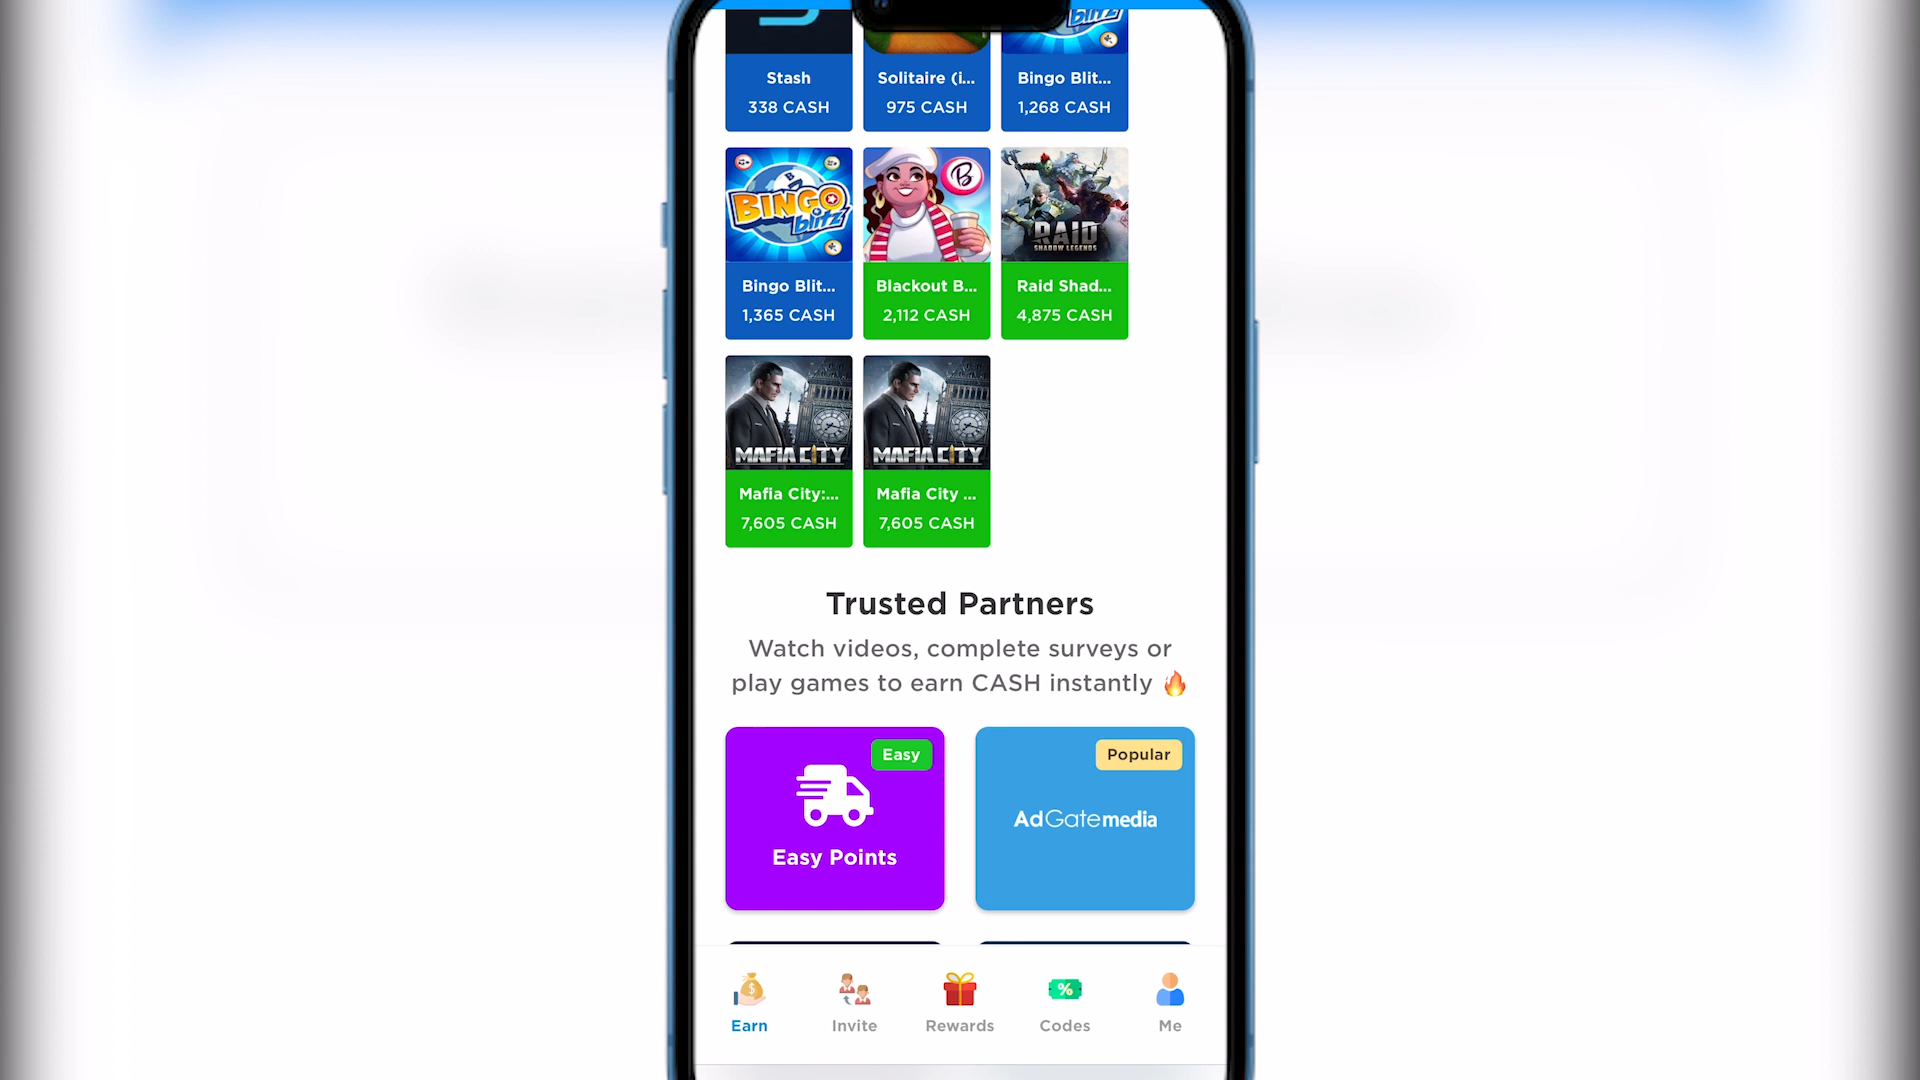 Stash
Solitaire (i...
Bingo Blit...
338 CASH
975 CASH
1,268 CASH
BINGO
blitz
B
RAID
SHADOW LEGENDS
Bingo Blit...
Blackout B...
Raid Shad...
1,365 CASH
2,112 CASH
4,875 CASH
MAFIA CITY
MAFIA CITY
Mafia City:...
Mafia City ...
7,605 CASH
7,605 CASH
Trusted Partners
Watch videos, complete surveys or
play games to earn CASH instantly 🔥
Easy
Popular
AdGatemedia
Easy Points
Earn
Invite
Rewards
Codes
Me